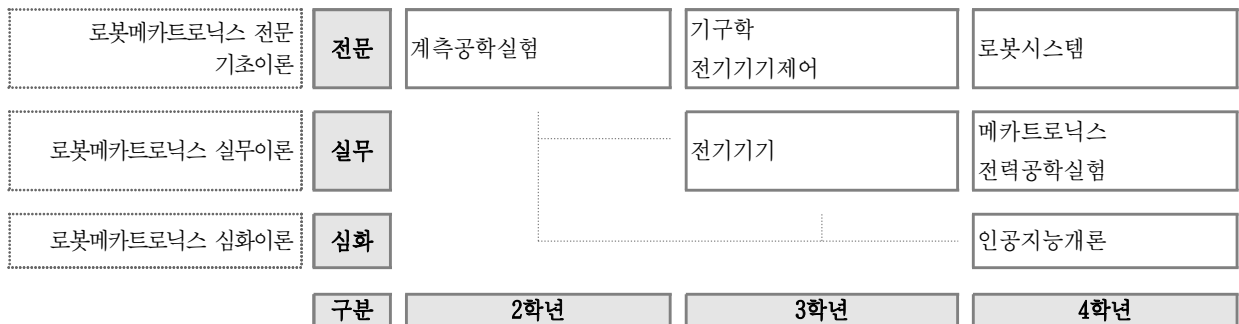 로봇메카트로닉스 전문
기초이론
전문
계측공학실험
기구학
전기기기제어
로봇시스템
로봇메카트로닉스 실무이론
실무
전기기기
메카트로닉스
전력공학실험
로봇메카트로닉스 심화이론
심화
인공지능개론
구분
2학년
3학년
4학년